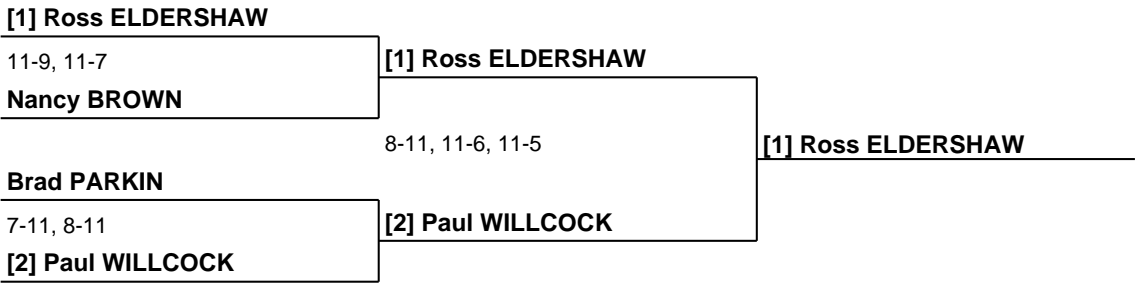 [1] Ross ELDERSHAW
11-9, 11-7
[1] Ross ELDERSHAW
Nancy BROWN
8-11, 11-6, 11-5
[1] Ross ELDERSHAW
Brad PARKIN
7-11, 8-11
[2] Paul WILLCOCK
[2] Paul WILLCOCK